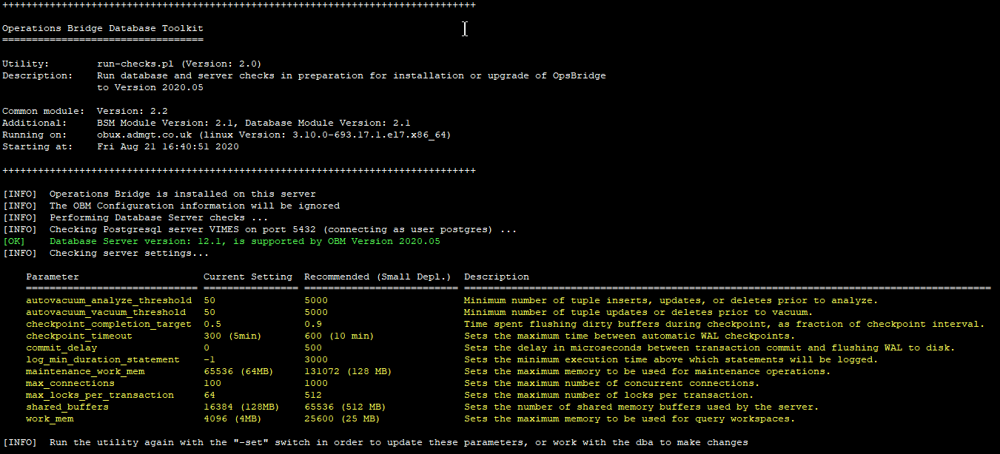 ++++++++++++++++++++++++++++++++++++++++++++++++++++++++++++++++++++++++++++++++
Operations Bridge Database Toolkit
==================================
Utility:        run-checks.pl (Version: 2.0)
Description:    Run database and server checks in preparation for installation or upgrade of OpsBridge
                to Version 2020.05
Common module:  Version: 2.2
Additional:     BSM Module Version: 2.1, Database Module Version: 2.1
Running on:     obux.admgt.co.uk (linux Version: 3.10.0-693.17.1.el7.x86_64)
Starting at:    Fri Aug 21 16:40:51 2020
++++++++++++++++++++++++++++++++++++++++++++++++++++++++++++++++++++++++++++++++
[INFO]  Operations Bridge is installed on this server
[INFO]  The OBM Configuration information will be ignored
[INFO]  Performing Database Server checks ...
[INFO]  Checking Postgresql server VIMES on port 5432 (connecting as user postgres) ...
[OK]    Database Server version: 12.1, is supported by OBM Version 2020.05
[INFO]  Checking server settings...
    Parameter                     Current Setting  Recommended (Small Depl.)  Description
    ============================= ================ ========================== =========================================================================================
    autovacuum_analyze_threshold  50               5000                       Minimum number of tuple inserts, updates, or deletes prior to analyze.
    autovacuum_vacuum_threshold   50               5000                       Minimum number of tuple updates or deletes prior to vacuum.
    checkpoint_completion_target  0.5              0.9                        Time spent flushing dirty buffers during checkpoint, as fraction of checkpoint interval.
    checkpoint_timeout            300 (5min)       600 (10 min)               Sets the maximum time between automatic WAL checkpoints.
    commit_delay                  0                500                        Sets the delay in microseconds between transaction commit and flushing WAL to disk.
    log_min_duration_statement    -1               3000                       Sets the minimum execution time above which statements will be logged.
    maintenance_work_mem          65536 (64MB)     131072 (128 MB)            Sets the maximum memory to be used for maintenance operations.
    max_connections               100              1000                       Sets the maximum number of concurrent connections.
    max_locks_per_transaction     64               512                        Sets the maximum number of locks per transaction.
    shared_buffers                16384 (128MB)    65536 (512 MB)             Sets the number of shared memory buffers used by the server.
    work_mem                      4096 (4MB)       25600 (25 MB)              Sets the maximum memory to be used for query workspaces.
[INFO]  Run the utility again with the "-set" switch in order to update these parameters, or work with the dba to make changes